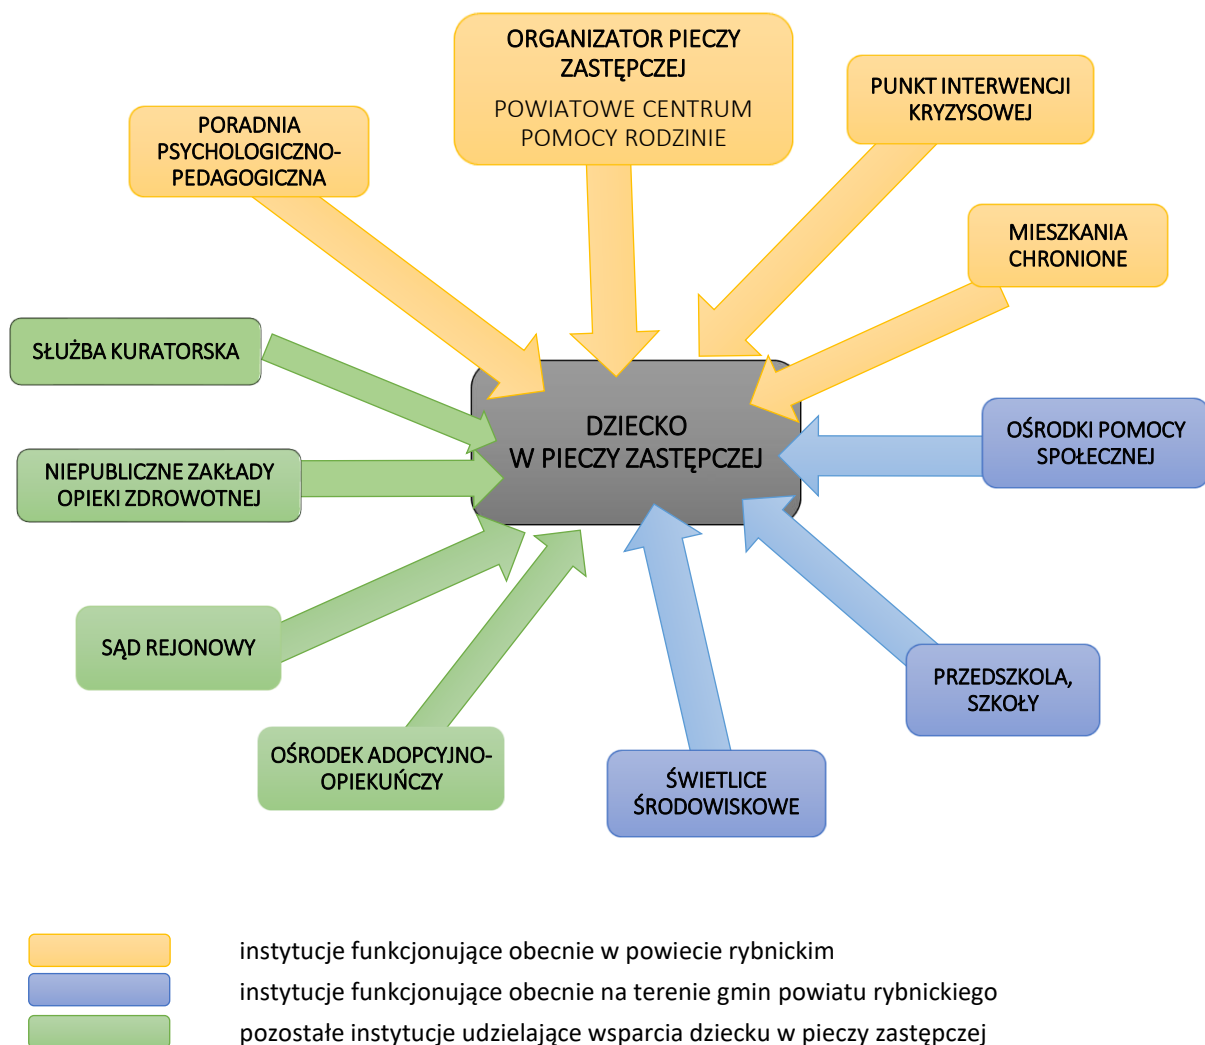 ORGANIZATOR PIECZY
ZASTĘPCZEJ
POWIATOWE CENTRUM
POMOCY RODZINIE
PUNKT INTERWENCJI
KRYZYSOWEJ
PORADNIA
PSYCHOLOGICZNO-
PEDAGOGICZNA
MIESZKANIA
CHRONIONE
SŁUŻBA KURATORSKA
DZIECKO
W PIECZY ZASTĘPCZEJ
OŚRODKI POMOCY
SPOŁECZNEJ
NIEPUBLICZNE ZAKŁADY
OPIEKI ZDROWOTNEJ
SĄD REJONOWY
PRZEDSZKOLA,
SZKOŁY
OŚRODEK ADOPCYJNO-
OPIEKUŃCZY
ŚWIETLICE
ŚRODOWISKOWE
instytucje funkcjonujące obecnie w powiecie rybnickim
instytucje funkcjonujące obecnie na terenie gmin powiatu rybnickiego
pozostałe instytucje udzielające wsparcia dziecku w pieczy zastępczej